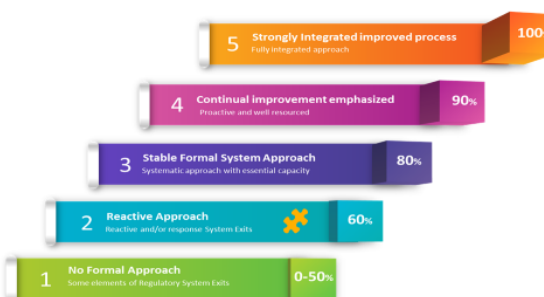 5 Strongly Integrated improved process 100
Fully integrated approach
4 Continual improvement emphasized 90%
Proactive and well resourced
3 Stable Formal System Approach 80%
Systematic approach with essential capacity
2 Reactive Approach 60%
Reactive and/or response System Exits
1 No Formal Approach 0-50%
Some elements of Regulatory System Exits